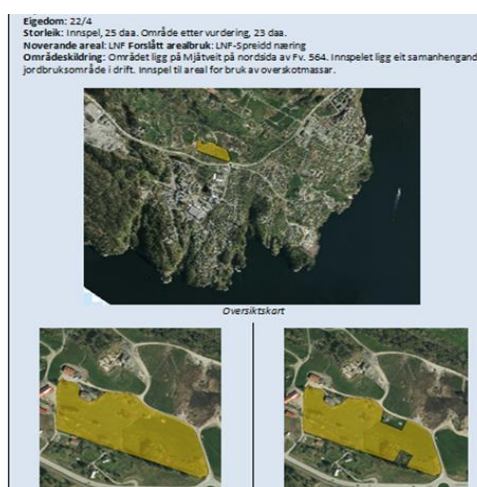 Eigedom: 22/4
Storleik: Innspel, 25 daa. Område etter vurdering, 23 daa.
Noverande areal: LNF Forslått arealbruk: LNF-Spreidd næring
Områdeskildring: Området ligg på Mjåtveit på nordsida av Fv. 564. Innspelet ligg eit samanhengand
jordbruksområde i drift. Innspel til areal for bruk av overskotmassar.
Oversiktskart